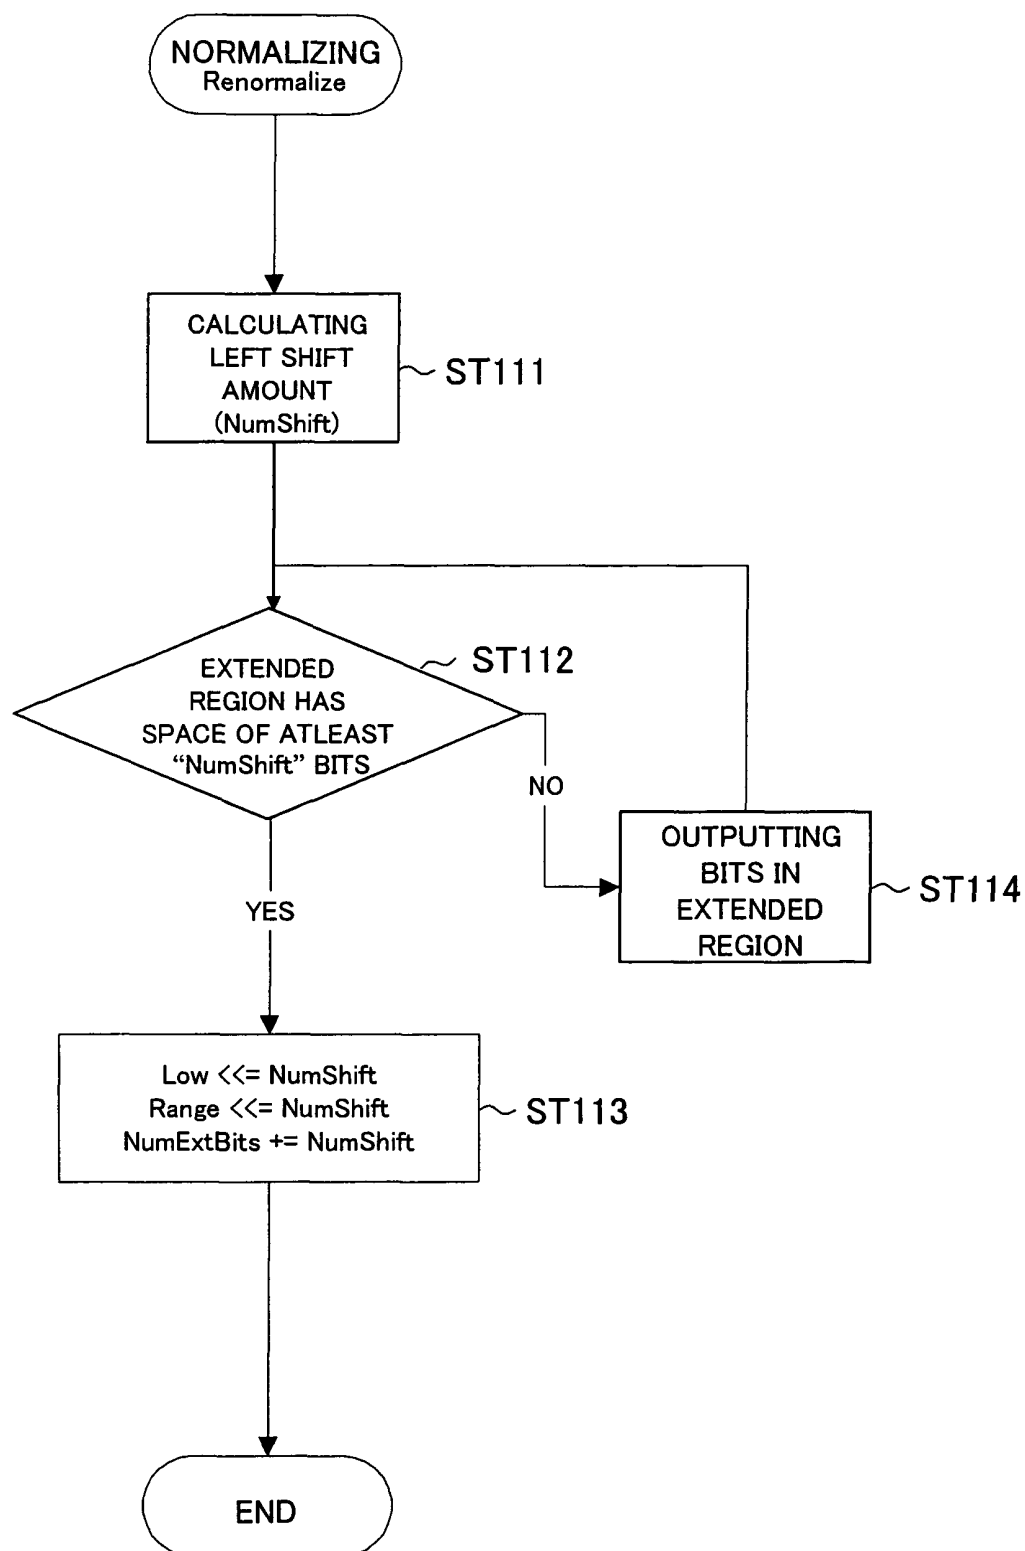 NORMALIZING
Renormalize
CALCULATING
LEFT SHIFT
AMOUNT
(NumShift)
ST111
EXTENDED
REGION HAS
SPACE OF ATLEAST
“NumShift” BITS
ST112
NO
OUTPUTTING
BITS IN
EXTENDED
REGION
ST114
YES
Low <<= NumShift
Range <<= NumShift
NumExtBits += NumShift
ST113
END